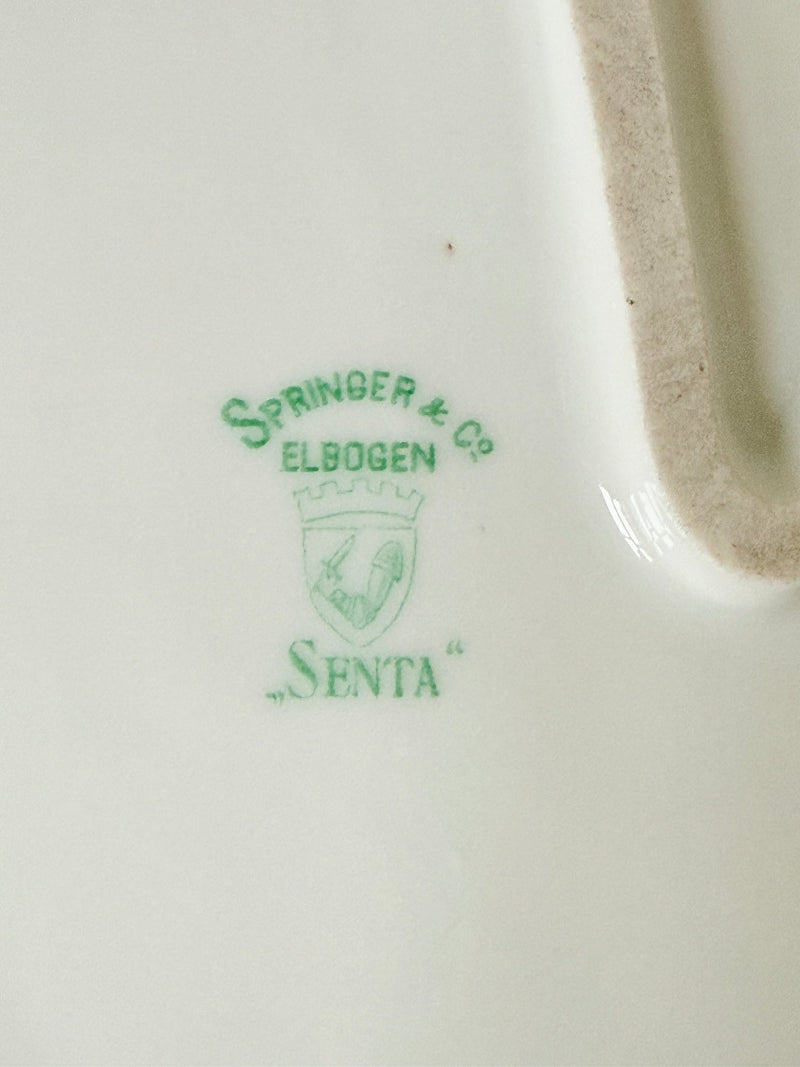 SPRINGER & Cº
ELBOGEN
„SENTA“